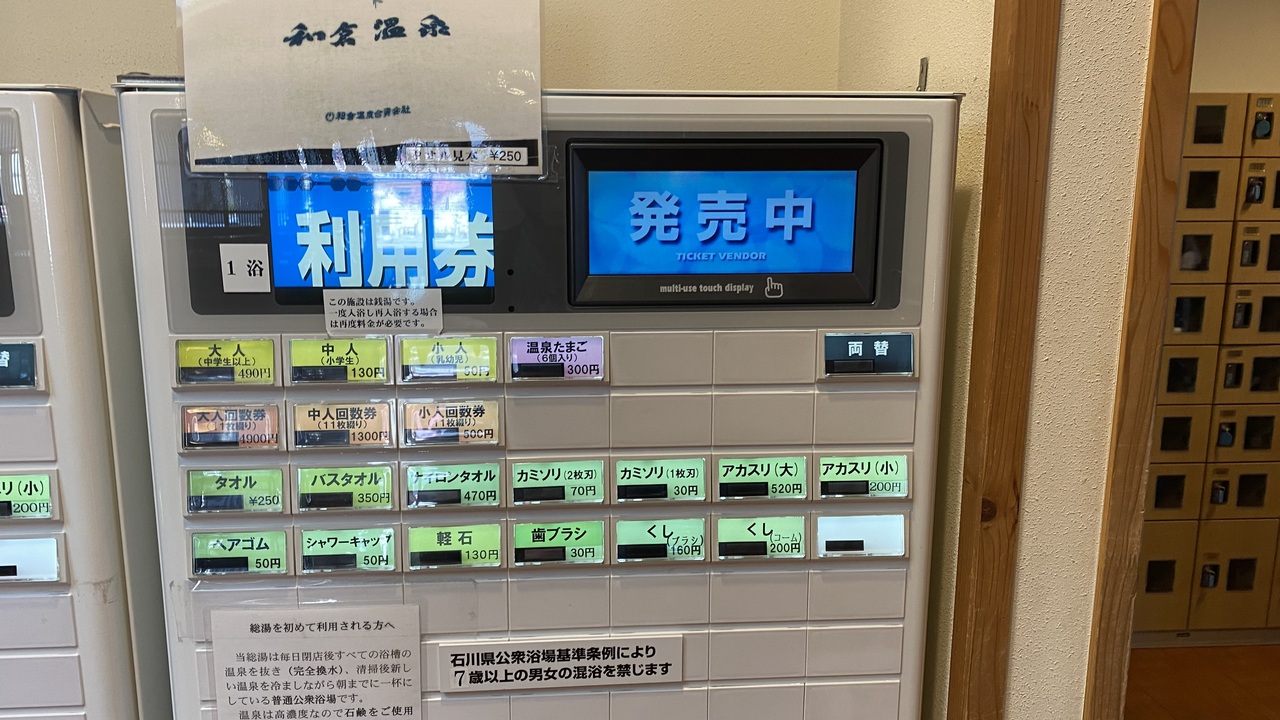 和倉温泉
和倉温泉合資会社
タオル見本 ¥250
利用券
1浴
発売中
TICKET VENDOR
multi-use touch display
この施設は銭湯です。
一度入浴し再入浴する場合
は再度料金が必要です。
大人
(中学生以上)
490円
中人
(小学生)
130円
小人
(乳幼児)
50円
温泉たまご
(6個入り)
300円
両替
替
大人回数券
(11枚綴り)
4900円
中人回数券
(11枚綴り)
1300円
小人回数券
(11枚綴り)
500円
リ(小)
200円
タオル
¥250
バスタオル
350円
ナイロンタオル
470円
カミソリ(2枚刃)
70円
カミソリ(1枚刃)
30円
アカスリ(大)
520円
アカスリ(小)
200円
ヘアゴム
50円
シャワーキャップ
50円
軽石
130円
歯ブラシ
30円
くし(ブラシ)
160円
くし(コーム)
200円
総湯を初めて利用される方へ
当総湯は毎日閉店後すべての浴槽の
温泉を抜き(完全換水)、清掃後新し
い温泉を冷ましながら朝までに一杯に
している普通公衆浴場です。
温泉は高濃度なので石鹸をご使用
石川県公衆浴場基準条例により
7歳以上の男女の混浴を禁じます